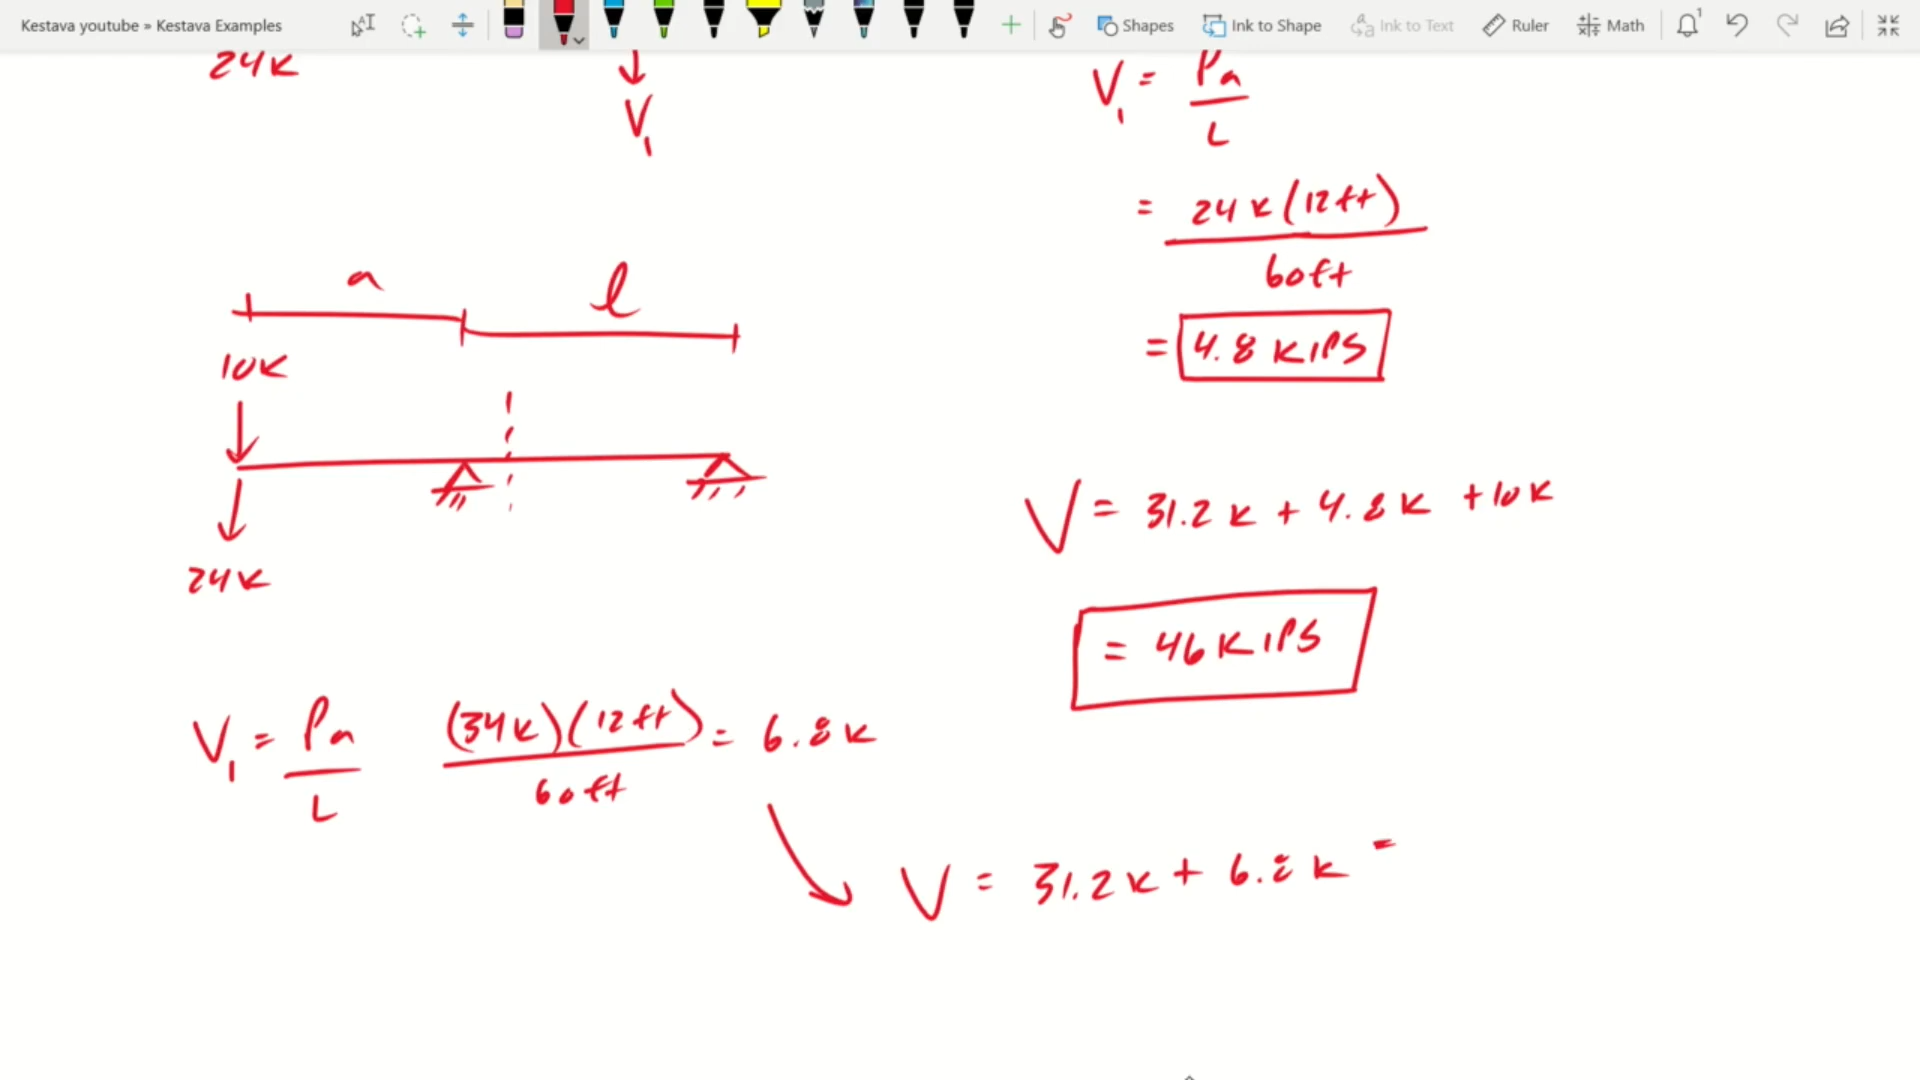 Kestava youtube » Kestava Examples
Shapes
Ink to Shape
Ink to Text
Ruler
Math
1
24K
V1
V1 = Pa
L
= 24K (12ft)
60ft
= 4.8 KIPS
a
l
10K
24K
V = 31.2K + 4.8K + 10K
= 46 KIPS
V1 = Pa (34K)(12ft) = 6.8K
L 60ft
V = 31.2K + 6.8K =